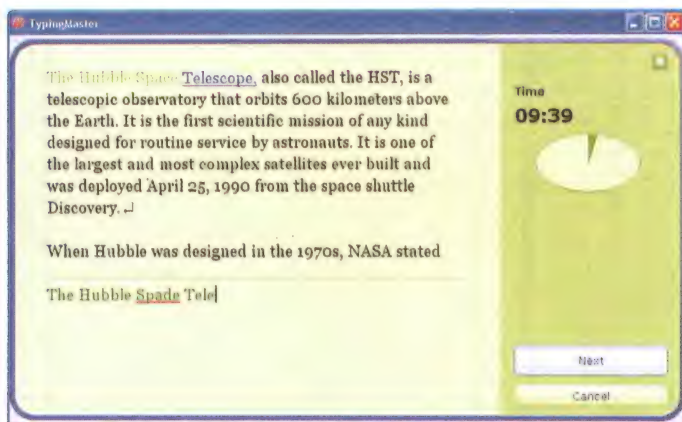 TypingMaster
The Hubble Space Telescope, also called the HST, is a
telescopic observatory that orbits 600 kilometers above
the Earth. It is the first scientific mission of any kind
designed for routine service by astronauts. It is one of
the largest and most complex satellites ever built and
was deployed April 25, 1990 from the space shuttle
Discovery. ↵
When Hubble was designed in the 1970s, NASA stated
The Hubble Spade Tele
Time
09:39
Next
Cancel